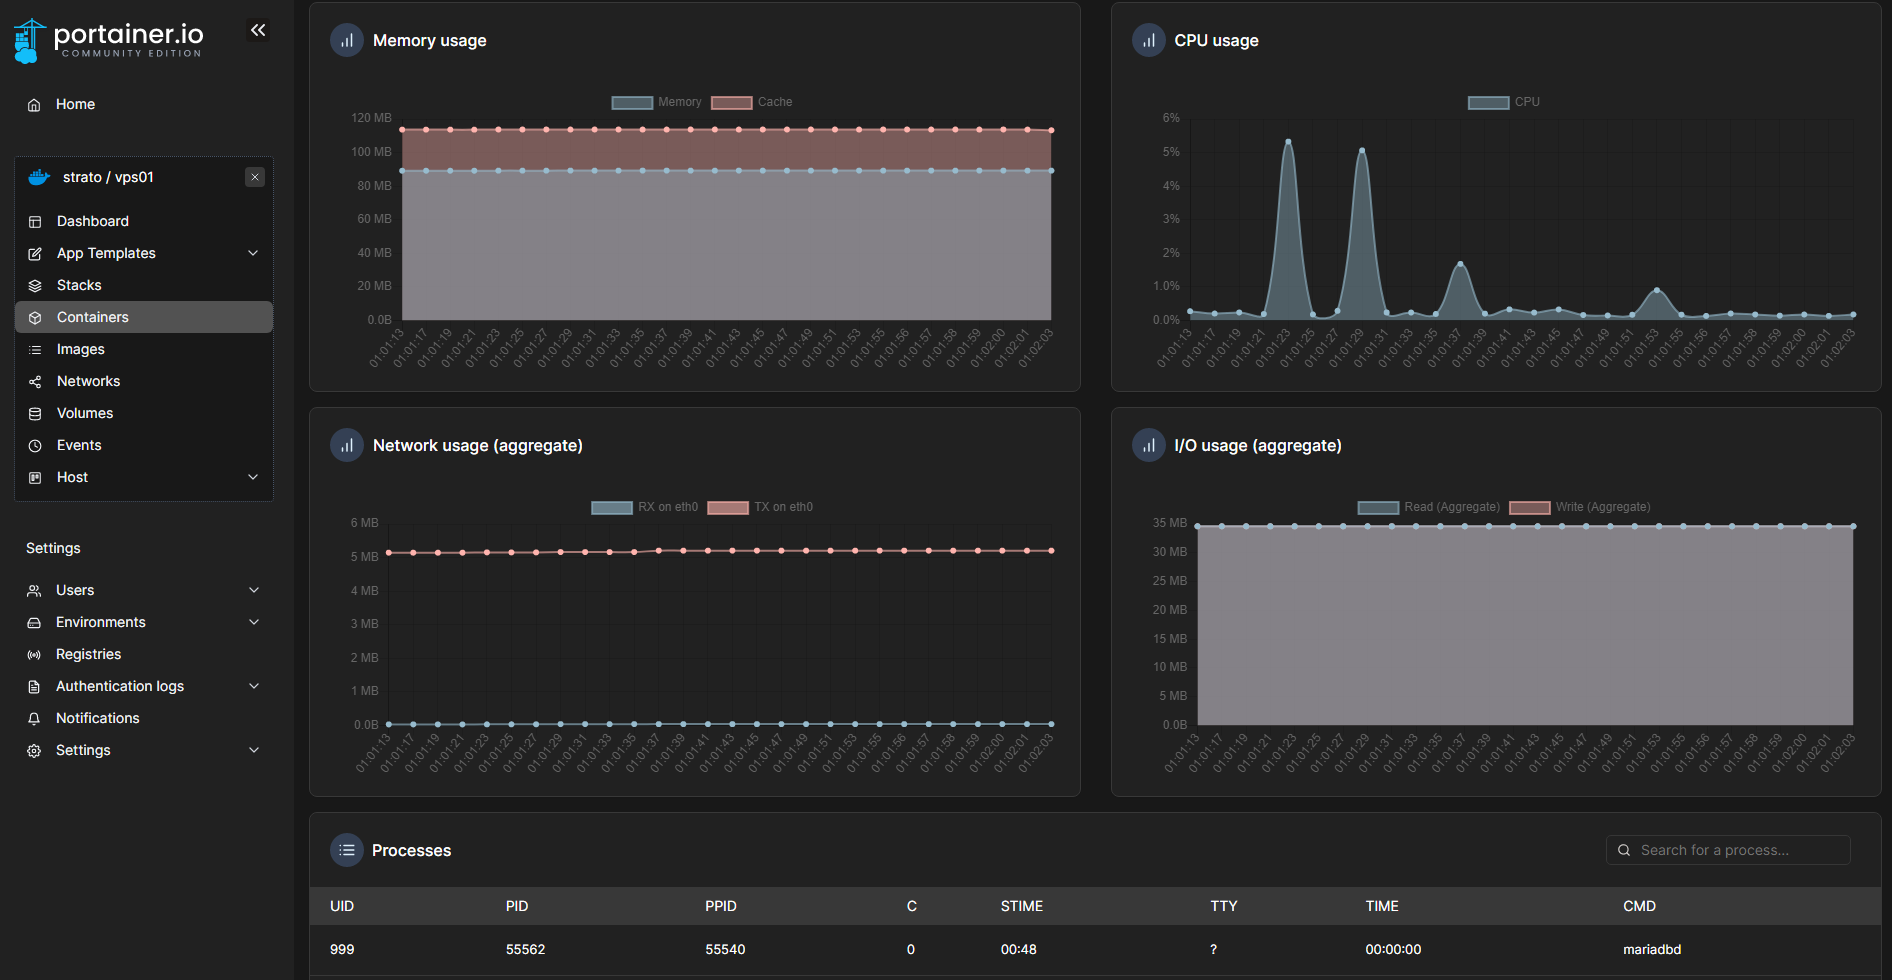 portainer.io
COMMUNITY EDITION
Home
strato / vps01
Dashboard
App Templates
Stacks
Containers
Images
Networks
Volumes
Events
Host
Settings
Users
Environments
Registries
Authentication logs
Notifications
Settings
Memory usage
Memory Cache
120 MB
100 MB
80 MB
60 MB
40 MB
20 MB
0.0B
01:01:13 01:01:17 01:01:19 01:01:21 01:01:23 01:01:25 01:01:27 01:01:29 01:01:31 01:01:33 01:01:35 01:01:37 01:01:39 01:01:41 01:01:43 01:01:45 01:01:47 01:01:49 01:01:51 01:01:53 01:01:55 01:01:56 01:01:57 01:01:58 01:01:59 01:02:00 01:02:01 01:02:03
CPU usage
CPU
6%
5%
4%
3%
2%
1.0%
0.0%
01:01:13 01:01:17 01:01:19 01:01:21 01:01:23 01:01:25 01:01:27 01:01:29 01:01:31 01:01:33 01:01:35 01:01:37 01:01:39 01:01:41 01:01:43 01:01:45 01:01:47 01:01:49 01:01:51 01:01:53 01:01:55 01:01:56 01:01:57 01:01:58 01:01:59 01:02:00 01:02:01 01:02:03
Network usage (aggregate)
RX on eth0 TX on eth0
6 MB
5 MB
4 MB
3 MB
2 MB
1 MB
0.0B
01:01:13 01:01:17 01:01:19 01:01:21 01:01:23 01:01:25 01:01:27 01:01:29 01:01:31 01:01:33 01:01:35 01:01:37 01:01:39 01:01:41 01:01:43 01:01:45 01:01:47 01:01:49 01:01:51 01:01:53 01:01:55 01:01:56 01:01:57 01:01:58 01:01:59 01:02:00 01:02:01 01:02:03
I/O usage (aggregate)
Read (Aggregate) Write (Aggregate)
35 MB
30 MB
25 MB
20 MB
15 MB
10 MB
5 MB
0.0B
01:01:13 01:01:17 01:01:19 01:01:21 01:01:23 01:01:25 01:01:27 01:01:29 01:01:31 01:01:33 01:01:35 01:01:37 01:01:39 01:01:41 01:01:43 01:01:45 01:01:47 01:01:49 01:01:51 01:01:53 01:01:55 01:01:56 01:01:57 01:01:58 01:01:59 01:02:00 01:02:01 01:02:03
Processes
Search for a process...
UID PID PPID C STIME TTY TIME CMD
999 55562 55540 0 00:48 ? 00:00:00 mariadbd